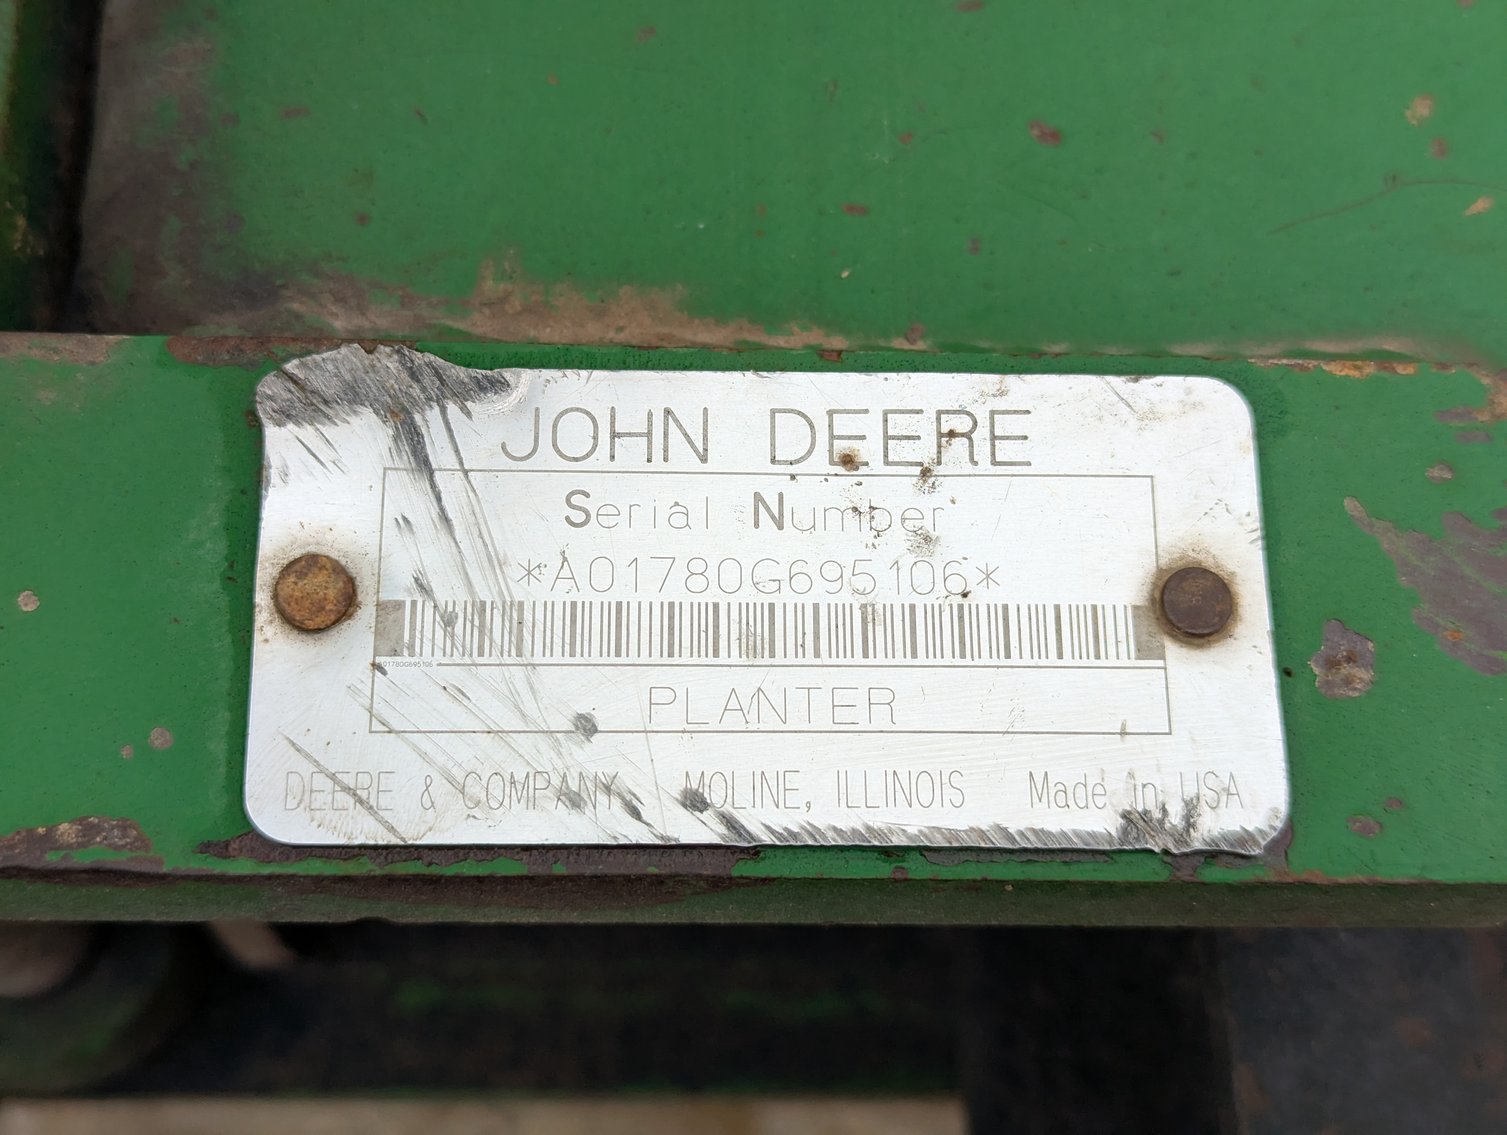 JOHN DEERE
Serial Number
*A01780G695106*
A01780G695106
PLANTER
DEERE & COMPANY MOLINE, ILLINOIS Made in USA